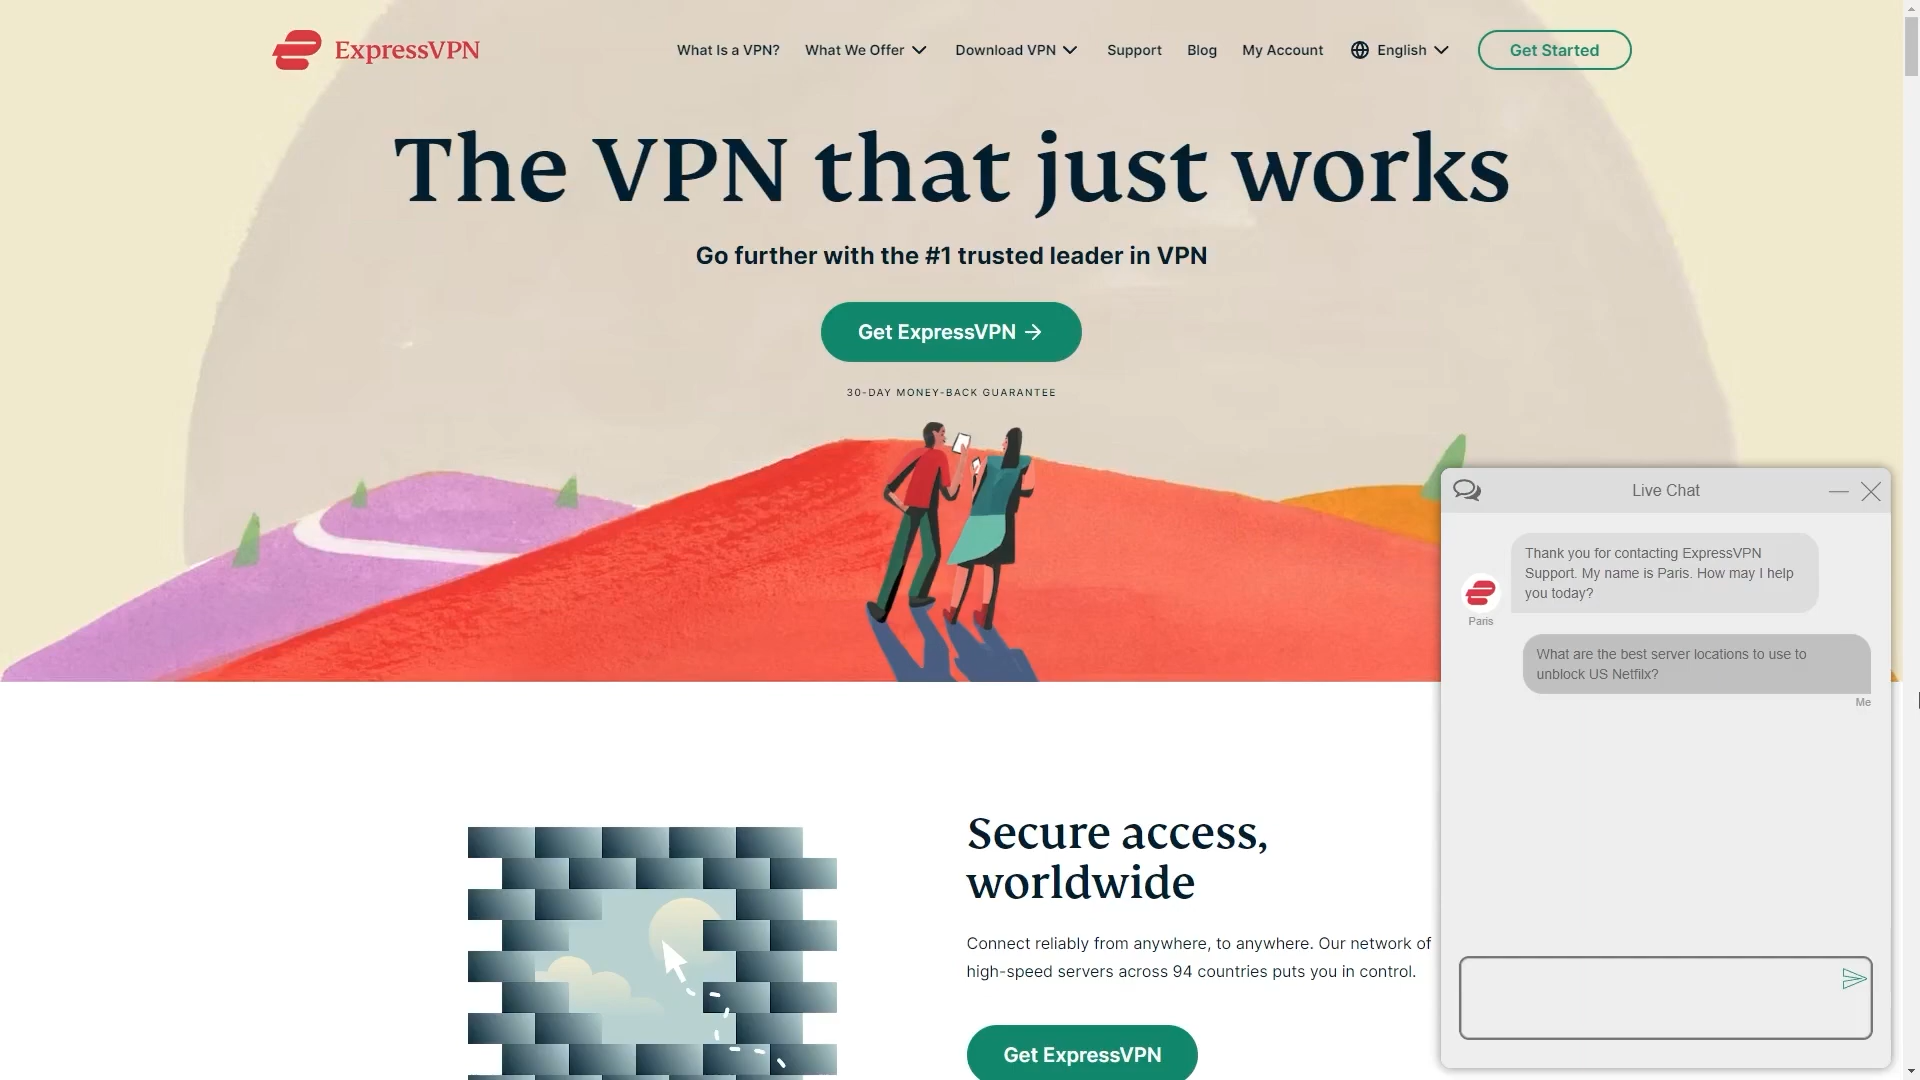 ExpressVPN
What Is a VPN?
What We Offer
Download VPN
Support
Blog
My Account
English
Get Started
The VPN that just works
Go further with the #1 trusted leader in VPN
Get ExpressVPN
30-DAY MONEY-BACK GUARANTEE
Live Chat
Thank you for contacting ExpressVPN
Support. My name is Paris. How may I help
you today?
Paris
What are the best server locations to use to
unblock US Netfilx?
Me
Secure access,
worldwide
Connect reliably from anywhere, to anywhere. Our network of
high-speed servers across 94 countries puts you in control.
Get ExpressVPN